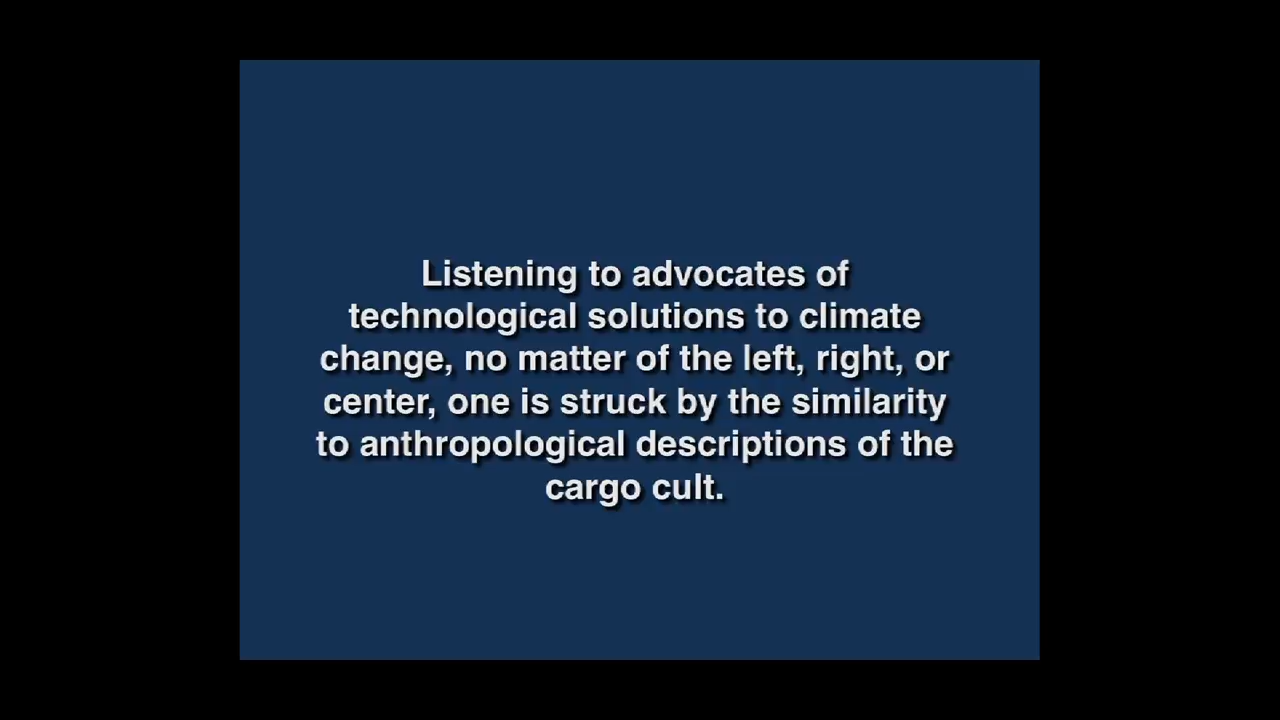 Listening to advocates of
technological solutions to climate
change, no matter of the left, right, or
center, one is struck by the similarity
to anthropological descriptions of the
cargo cult.